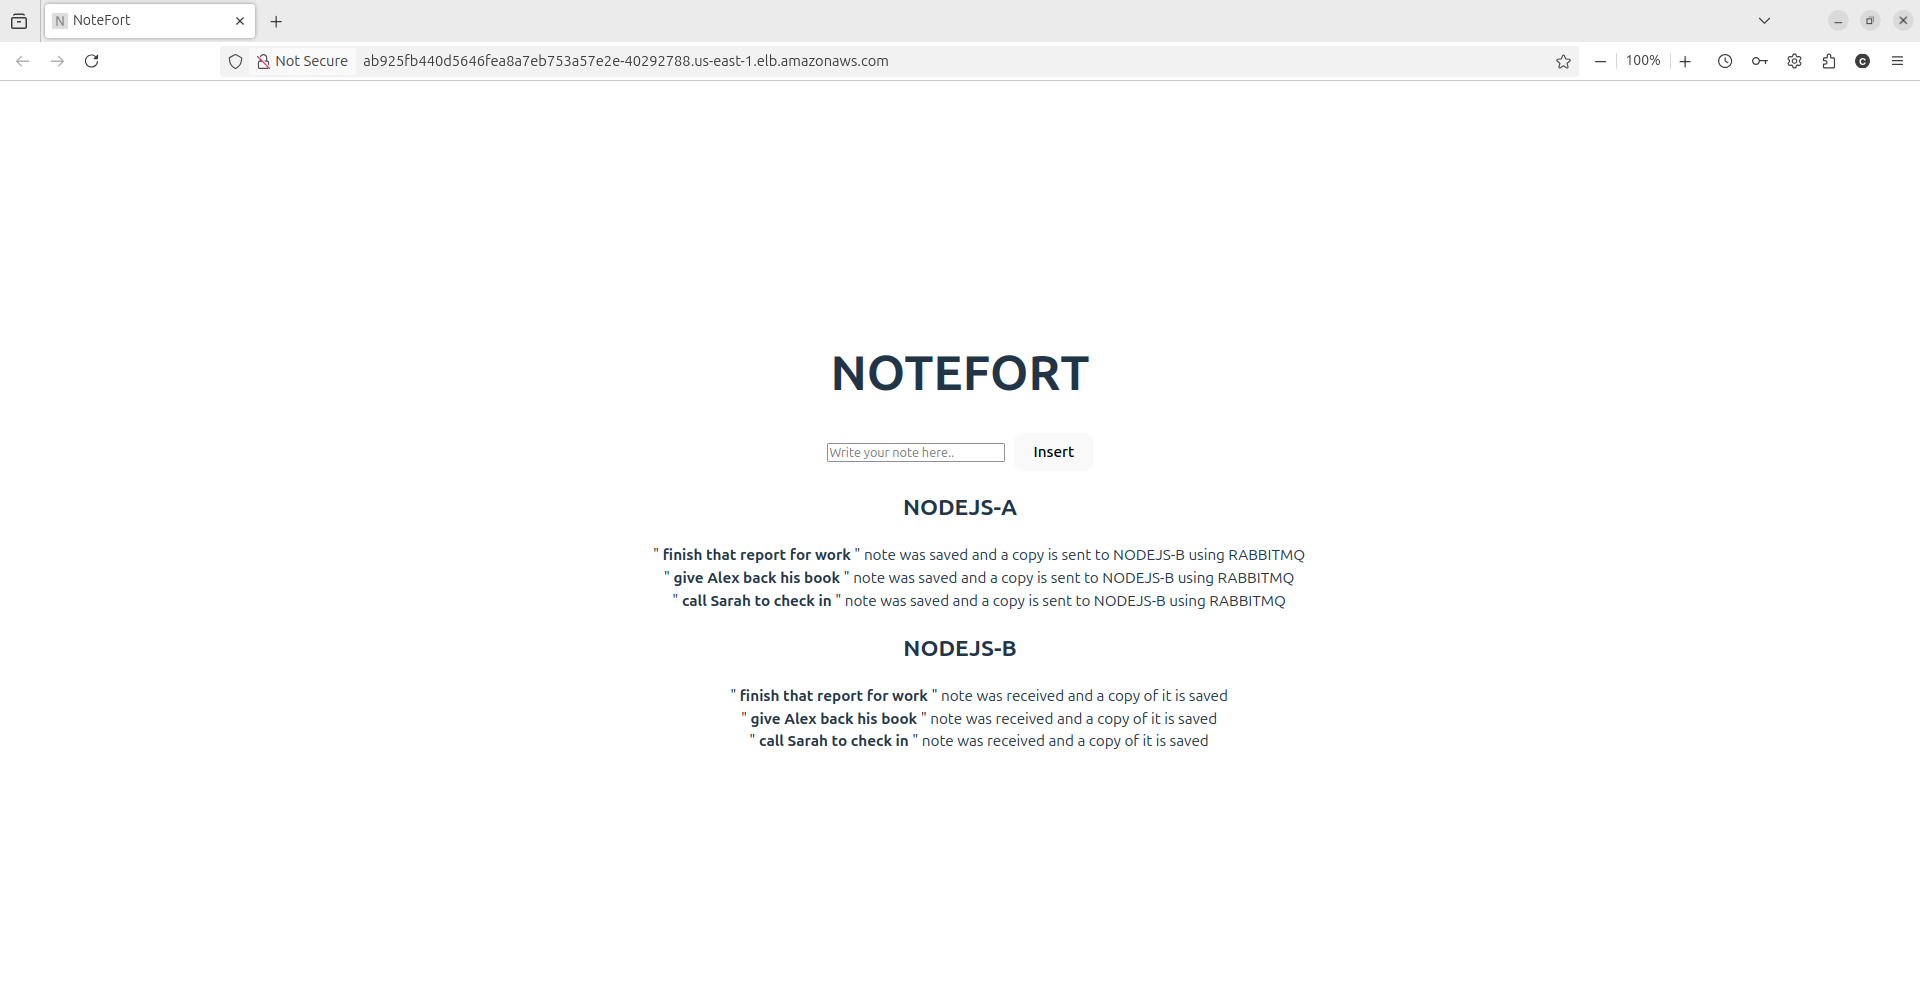 N NoteFort
Not Secure ab925fb440d5646fea8a7eb753a57e2e-40292788.us-east-1.elb.amazonaws.com 100% C
NOTEFORT
Write your note here.. Insert
NODEJS-A
" finish that report for work " note was saved and a copy is sent to NODEJS-B using RABBITMQ
" give Alex back his book " note was saved and a copy is sent to NODEJS-B using RABBITMQ
" call Sarah to check in " note was saved and a copy is sent to NODEJS-B using RABBITMQ
NODEJS-B
" finish that report for work " note was received and a copy of it is saved
" give Alex back his book " note was received and a copy of it is saved
" call Sarah to check in " note was received and a copy of it is saved